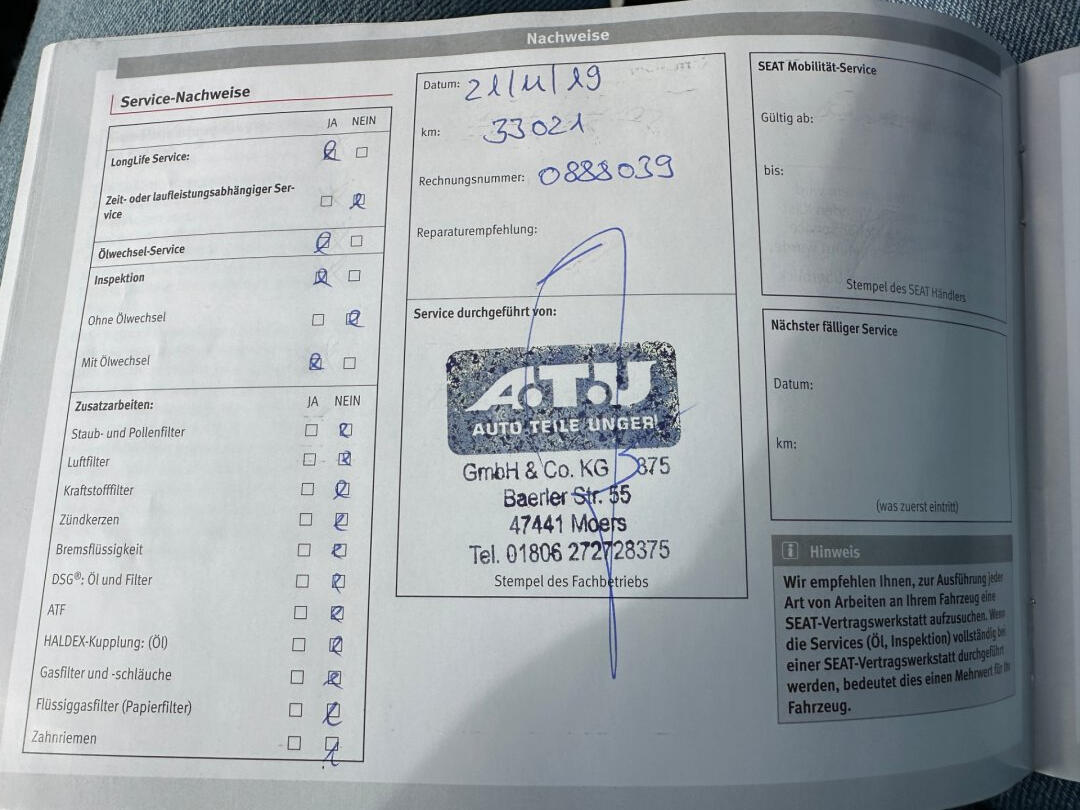 Nachweise
Service-Nachweise
JA NEIN
LongLife Service:
Zeit- oder laufleistungsabhängiger Ser-
vice
Ölwechsel-Service
Inspektion
Ohne Ölwechsel
Mit Ölwechsel
Zusatzarbeiten: JA NEIN
Staub- und Pollenfilter
Luftfilter
Kraftstofffilter
Zündkerzen
Bremsflüssigkeit
DSG®: Öl und Filter
ATF
HALDEX-Kupplung: (Öl)
Gasfilter und -schläuche
Flüssiggasfilter (Papierfilter)
Zahnriemen
Datum: 21/11/19
km: 33021
Rechnungsnummer: 0888039
Reparaturempfehlung:
Service durchgeführt von:
A.T.U
AUTO TEILE UNGER
GmbH & Co. KG 3875
Baerler Str. 55
47441 Moers
Tel. 01806 272728375
Stempel des Fachbetriebs
SEAT Mobilität-Service
Gültig ab:
bis:
Stempel des SEAT Händlers
Nächster fälliger Service
Datum:
km:
(was zuerst eintritt)
i Hinweis
Wir empfehlen Ihnen, zur Ausführung jeder
Art von Arbeiten an Ihrem Fahrzeug eine
SEAT-Vertragswerkstatt aufzusuchen. Wenn
die Services (Öl, Inspektion) vollständig bei
einer SEAT-Vertragswerkstatt durchgeführt
werden, bedeutet dies einen Mehrwert für Ihr
Fahrzeug.